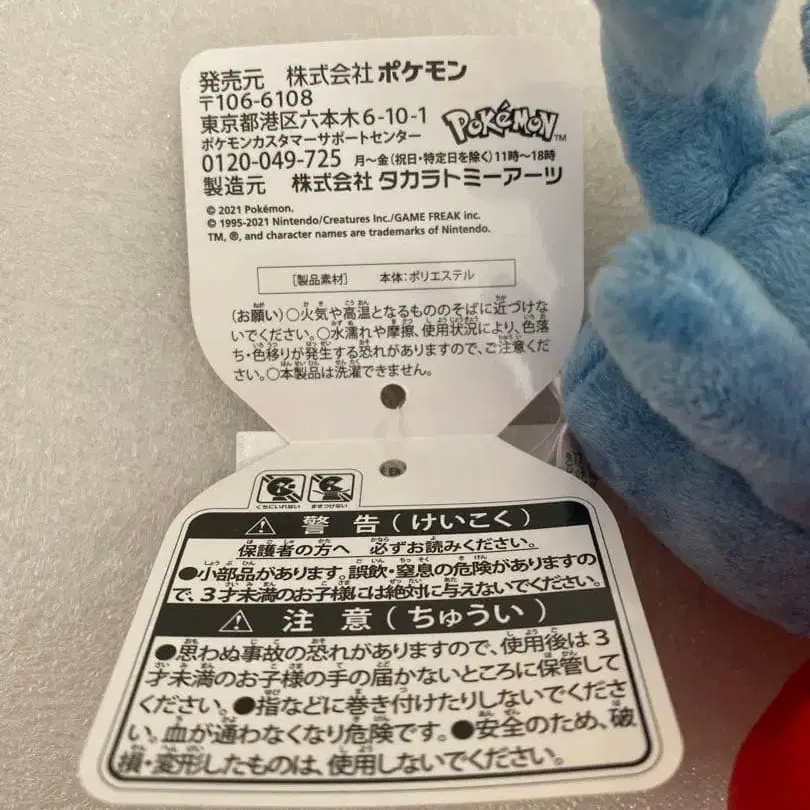 発売元 株式会社 ポケモン
〒106-6108
東京都港区六本木6-10-1
ポケモンカスタマーサポートセンター
POKéMON TM
0120-049-725 月～金(祝日・特定日を除く)11時～18時
製造元 株式会社 タカラトミーアーツ
© 2021 Pokémon.
© 1995-2021 Nintendo/Creatures Inc./GAME FREAK inc.
TM, ®, and character names are trademarks of Nintendo.
[製品素材] 本体:ポリエステル
(お願い)○火気や高温となるもののそばに近づけな
いでください。○水濡れや摩擦、使用状況により、色落
ち・色移りが発生する恐れがありますので、ご注意くだ
さい。○本製品は洗濯できません。
くちにいれない まきつけない
⚠ 警告(けいこく)
保護者の方へ 必ずお読みください。
●小部品があります。誤飲・窒息の危険がありますの
で、3才未満のお子様には絶対に与えないでください。
⚠ 注意(ちゅうい)
●思わぬ事故の恐れがありますので、使用後は3
才未満のお子様の手の届かないところに保管して
ください。●指などに巻き付けたりしないでくださ
い。血が通わなくなり危険です。●安全のため、破
損・変形したものは、使用しないでください。